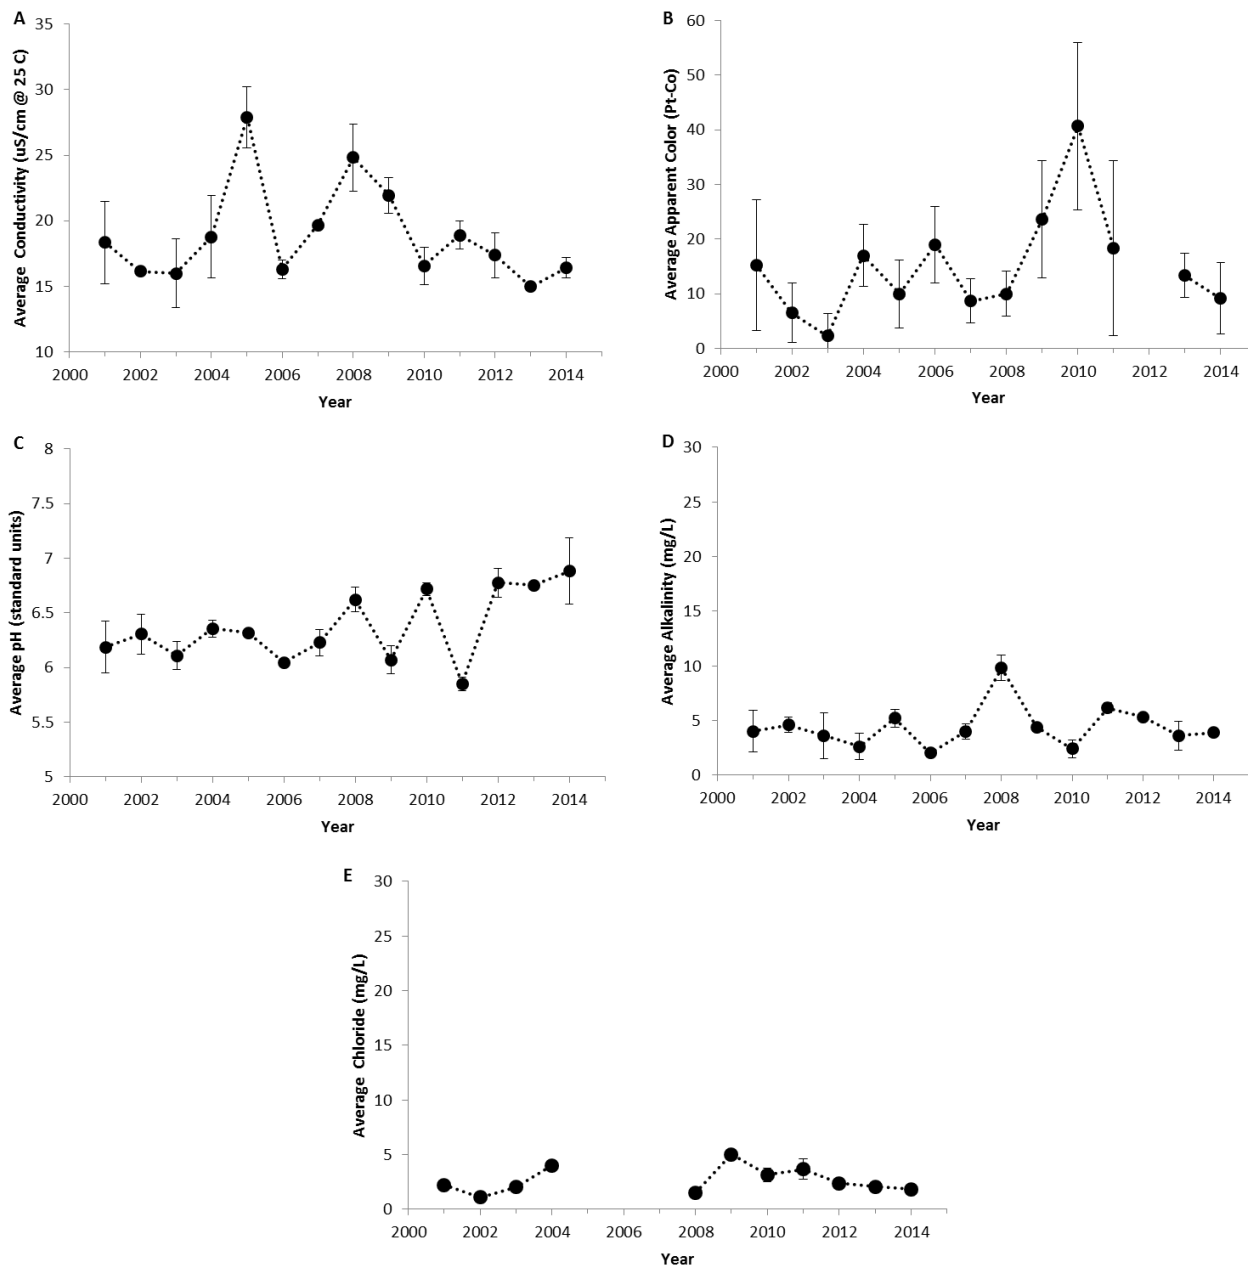 A
Average  Conductivity (uS/cm @ 25 C)
35
30
25
20
15
10
2000 2002 2004 2006 2008 2010 2012 2014
Year
B
Average Apparent Color (Pt-Co)
60
50
40
30
20
10
0
2000 2002 2004 2006 2008 2010 2012 2014
Year
C
Average pH (standard units)
8
7.5
7
6.5
6
5.5
5
2000 2002 2004 2006 2008 2010 2012 2014
Year
D
Average Alkalinity (mg/L)
30
25
20
15
10
5
0
2000 2002 2004 2006 2008 2010 2012 2014
Year
E
Average  Chloride (mg/L)
30
25
20
15
10
5
0
2000 2002 2004 2006 2008 2010 2012 2014
Year